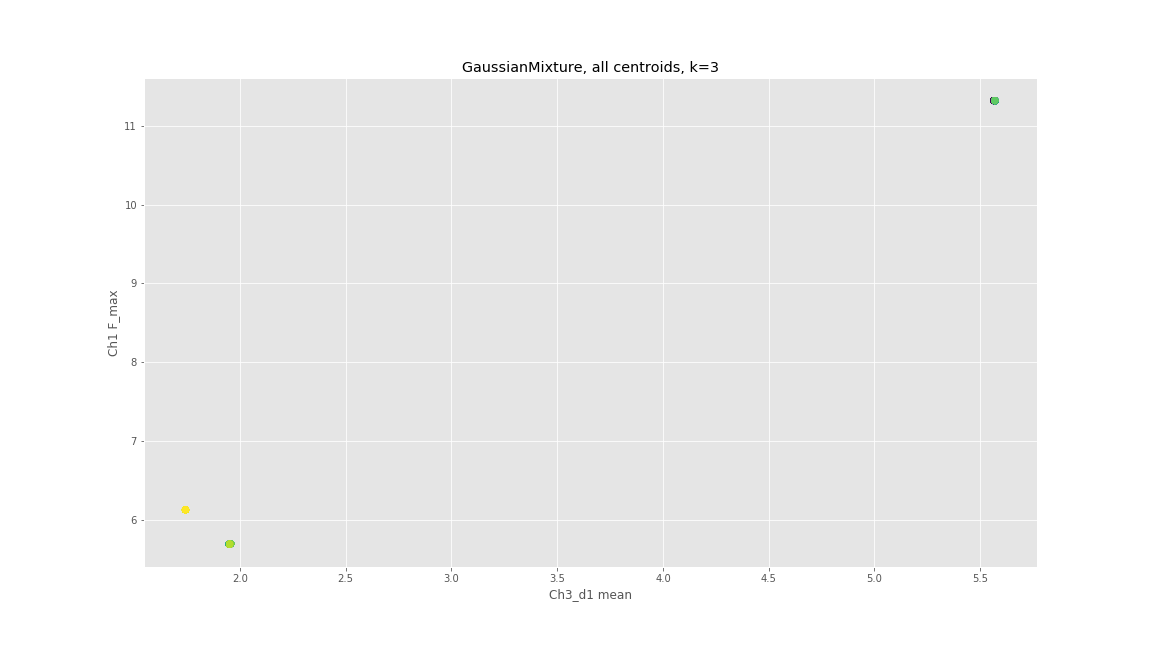 GaussianMixture, all centroids, k=3
11
10
9
8
7
6
Ch1 F_max
2.0 2.5 3.0 3.5 4.0 4.5 5.0 5.5
Ch3_d1 mean